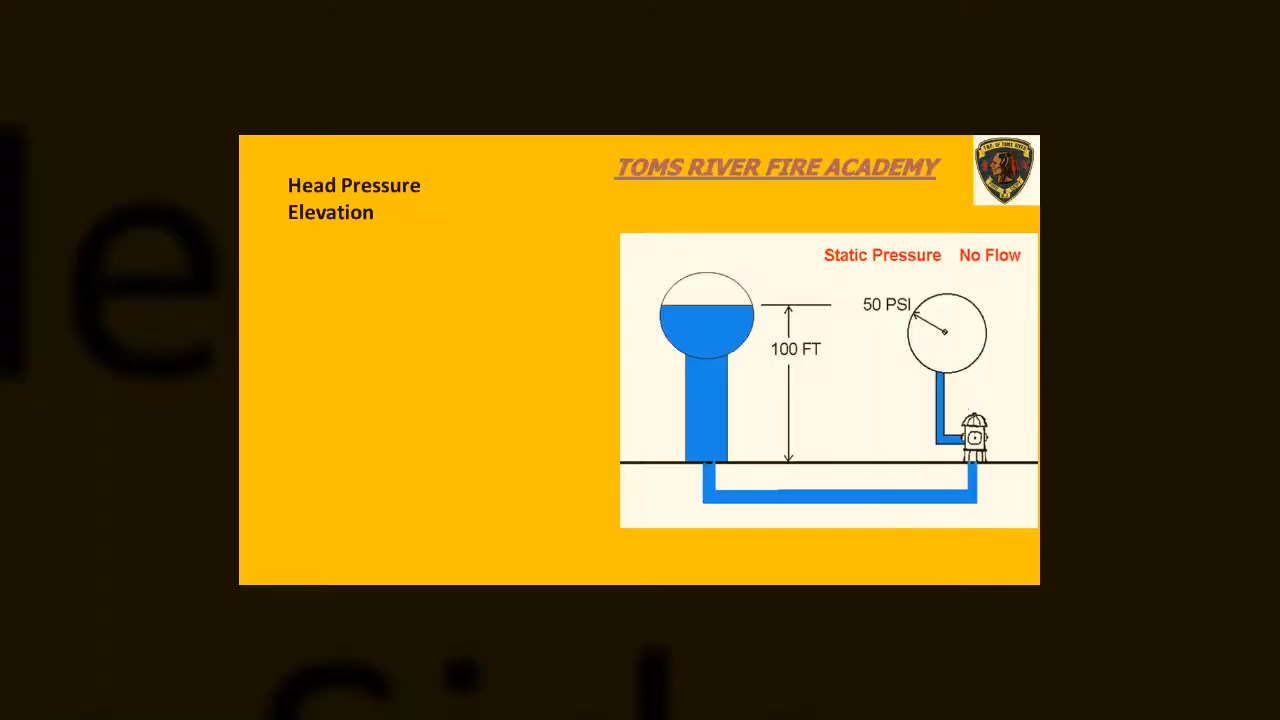 TOMS RIVER FIRE ACADEMY
Head Pressure
Elevation
Static Pressure No Flow
50 PSI
100 FT